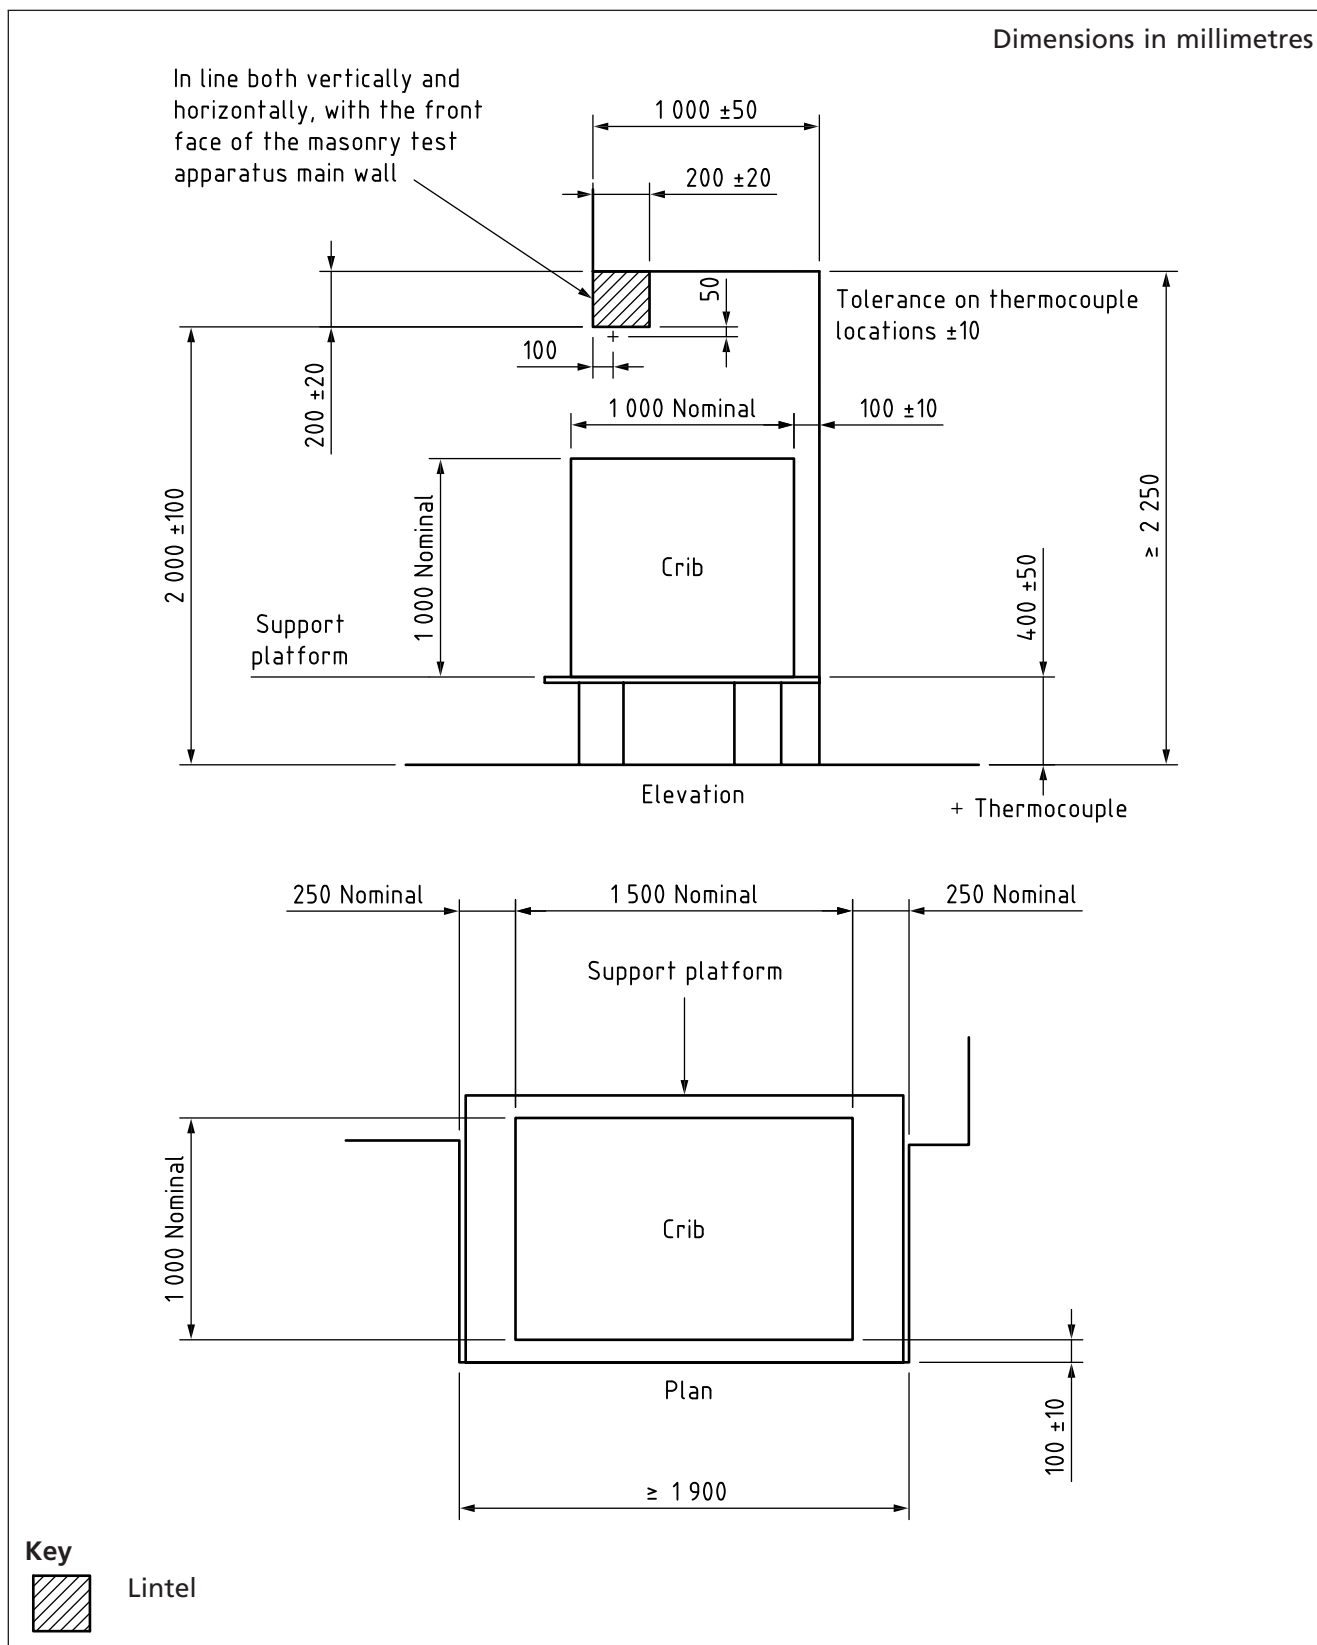 Dimensions in millimetres
In line both vertically and
horizontally, with the front
face of the masonry test
apparatus main wall
1 000 ±50
200 ±20
50
Tolerance on thermocouple
locations ±10
100
200 ±20
1 000 Nominal
100 ±10
2 000 ±100
1 000 Nominal
Crib
≥ 2 250
400 ±50
Support
platform
Elevation
+ Thermocouple
250 Nominal
1 500 Nominal
250 Nominal
Support platform
1 000 Nominal
Crib
Plan
100 ±10
≥ 1 900
Key
Lintel